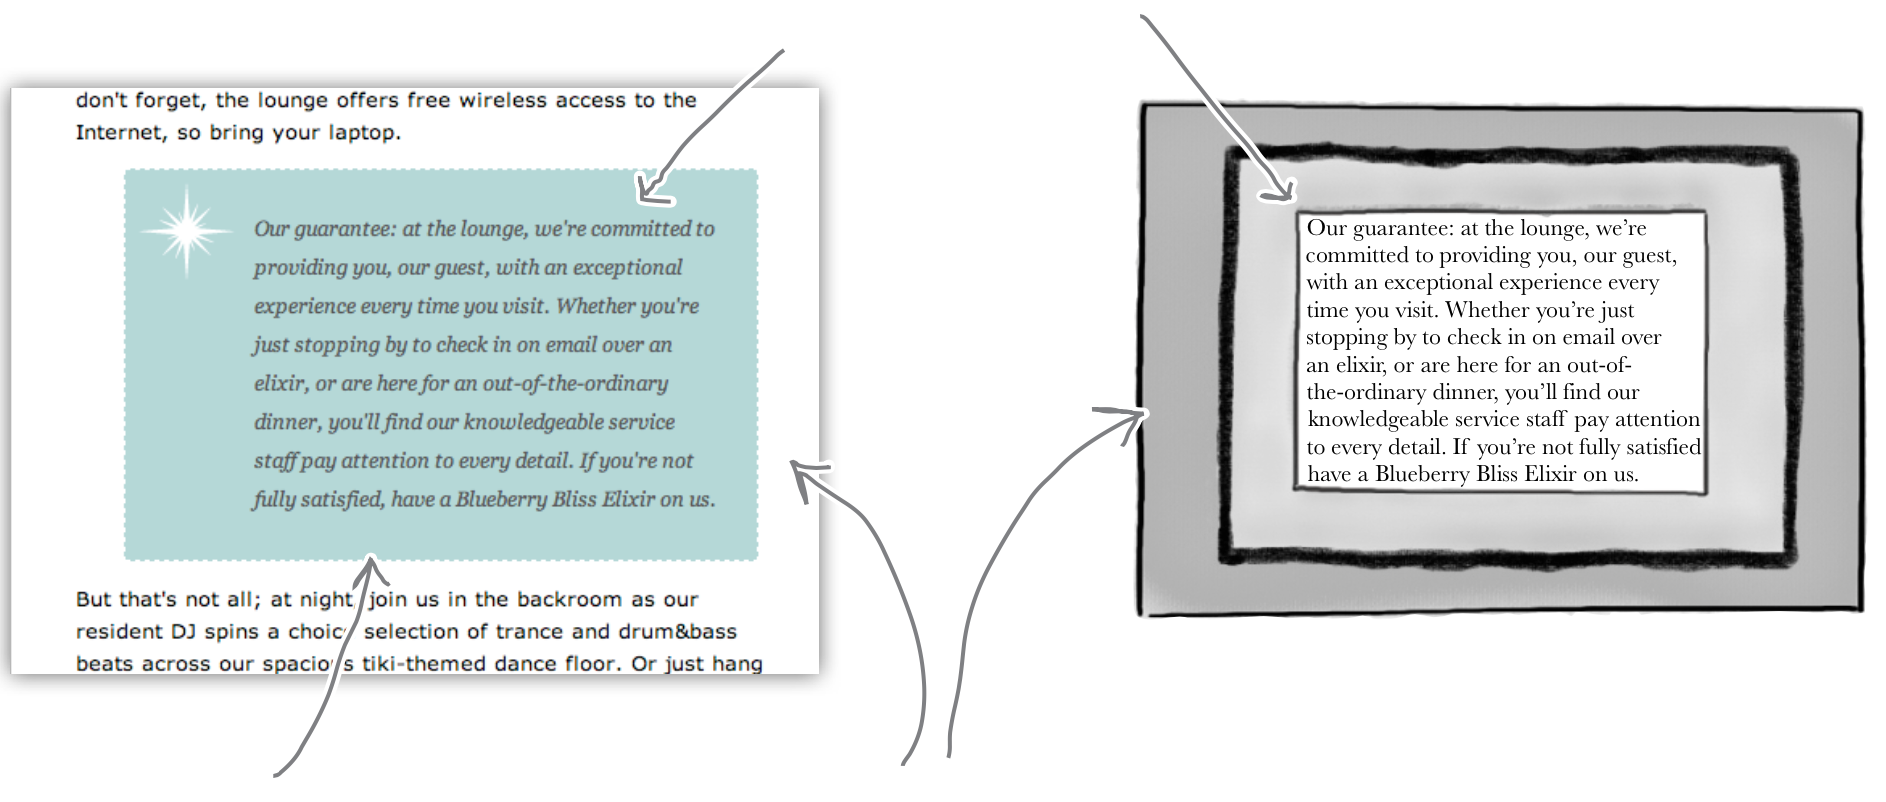 don't forget, the lounge offers free wireless access to the
Internet, so bring your laptop.
Our guarantee: at the lounge, we're committed to
providing you, our guest, with an exceptional
experience every time you visit. Whether you're
just stopping by to check in on email over an
elixir, or are here for an out-of-the-ordinary
dinner, you'll find our knowledgeable service
staff pay attention to every detail. If you're not
fully satisfied, have a Blueberry Bliss Elixir on us.
But that's not all; at night, join us in the backroom as our
resident DJ spins a choice selection of trance and drum&bass
beats across our spacious tiki-themed dance floor. Or just hang
Our guarantee: at the lounge, we’re
committed to providing you, our guest,
with an exceptional experience every
time you visit. Whether you’re just
stopping by to check in on email over
an elixir, or are here for an out-of-
the-ordinary dinner, you’ll find our
knowledgeable service staff pay attention
to every detail. If you’re not fully satisfied
have a Blueberry Bliss Elixir on us.